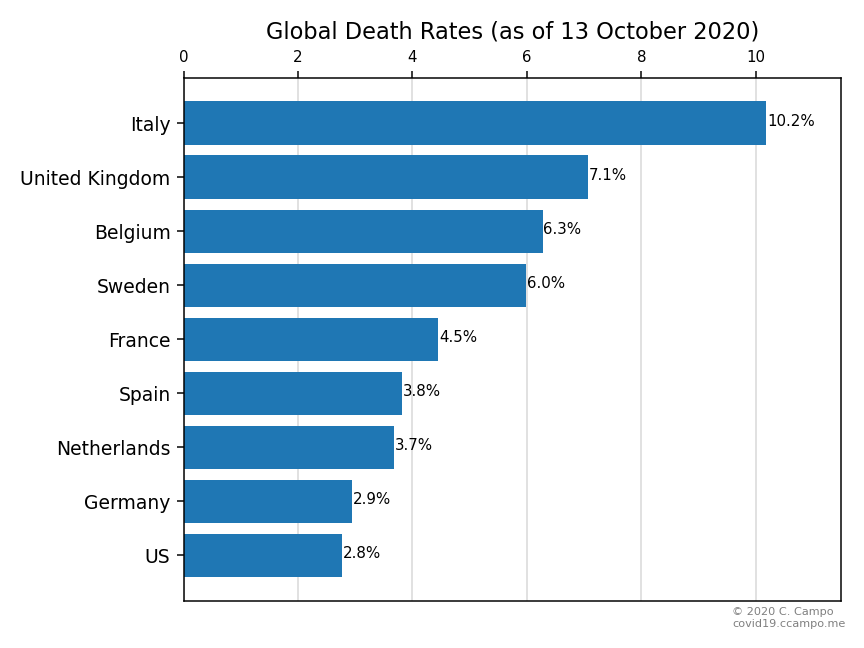 Global Death Rates (as of 13 October 2020)
0 2 4 6 8 10
Italy 10.2%
United Kingdom 7.1%
Belgium 6.3%
Sweden 6.0%
France 4.5%
Spain 3.8%
Netherlands 3.7%
Germany 2.9%
US 2.8%
© 2020 C. Campo
covid19.ccampo.me